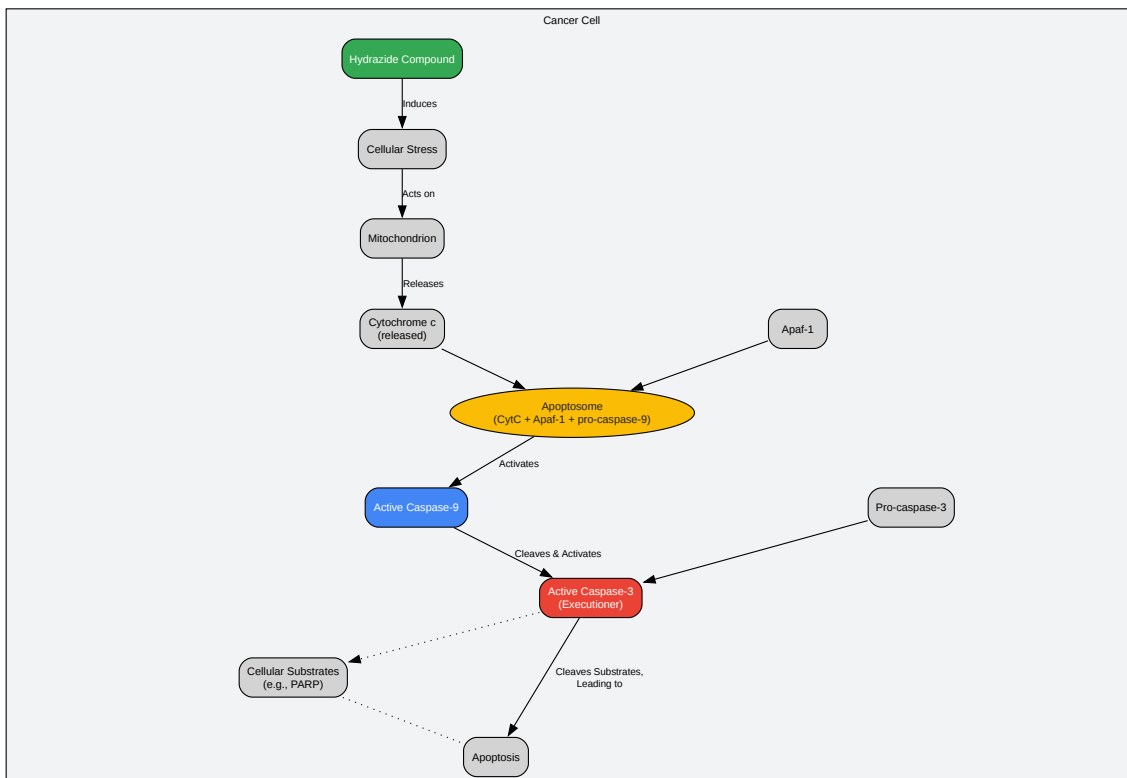 Cancer Cell
Hydrazide Compound
Induces
Cellular Stress
Acts on
Mitochondrion
Releases
Cytochrome c
(released)
Apaf-1
Apoptosome
(CytC + Apaf-1 + pro-caspase-9)
Activates
Active Caspase-9
Pro-caspase-3
Cleaves & Activates
Active Caspase-3
(Executioner)
Cellular Substrates
(e.g., PARP)
Cleaves Substrates,
Leading to
Apoptosis